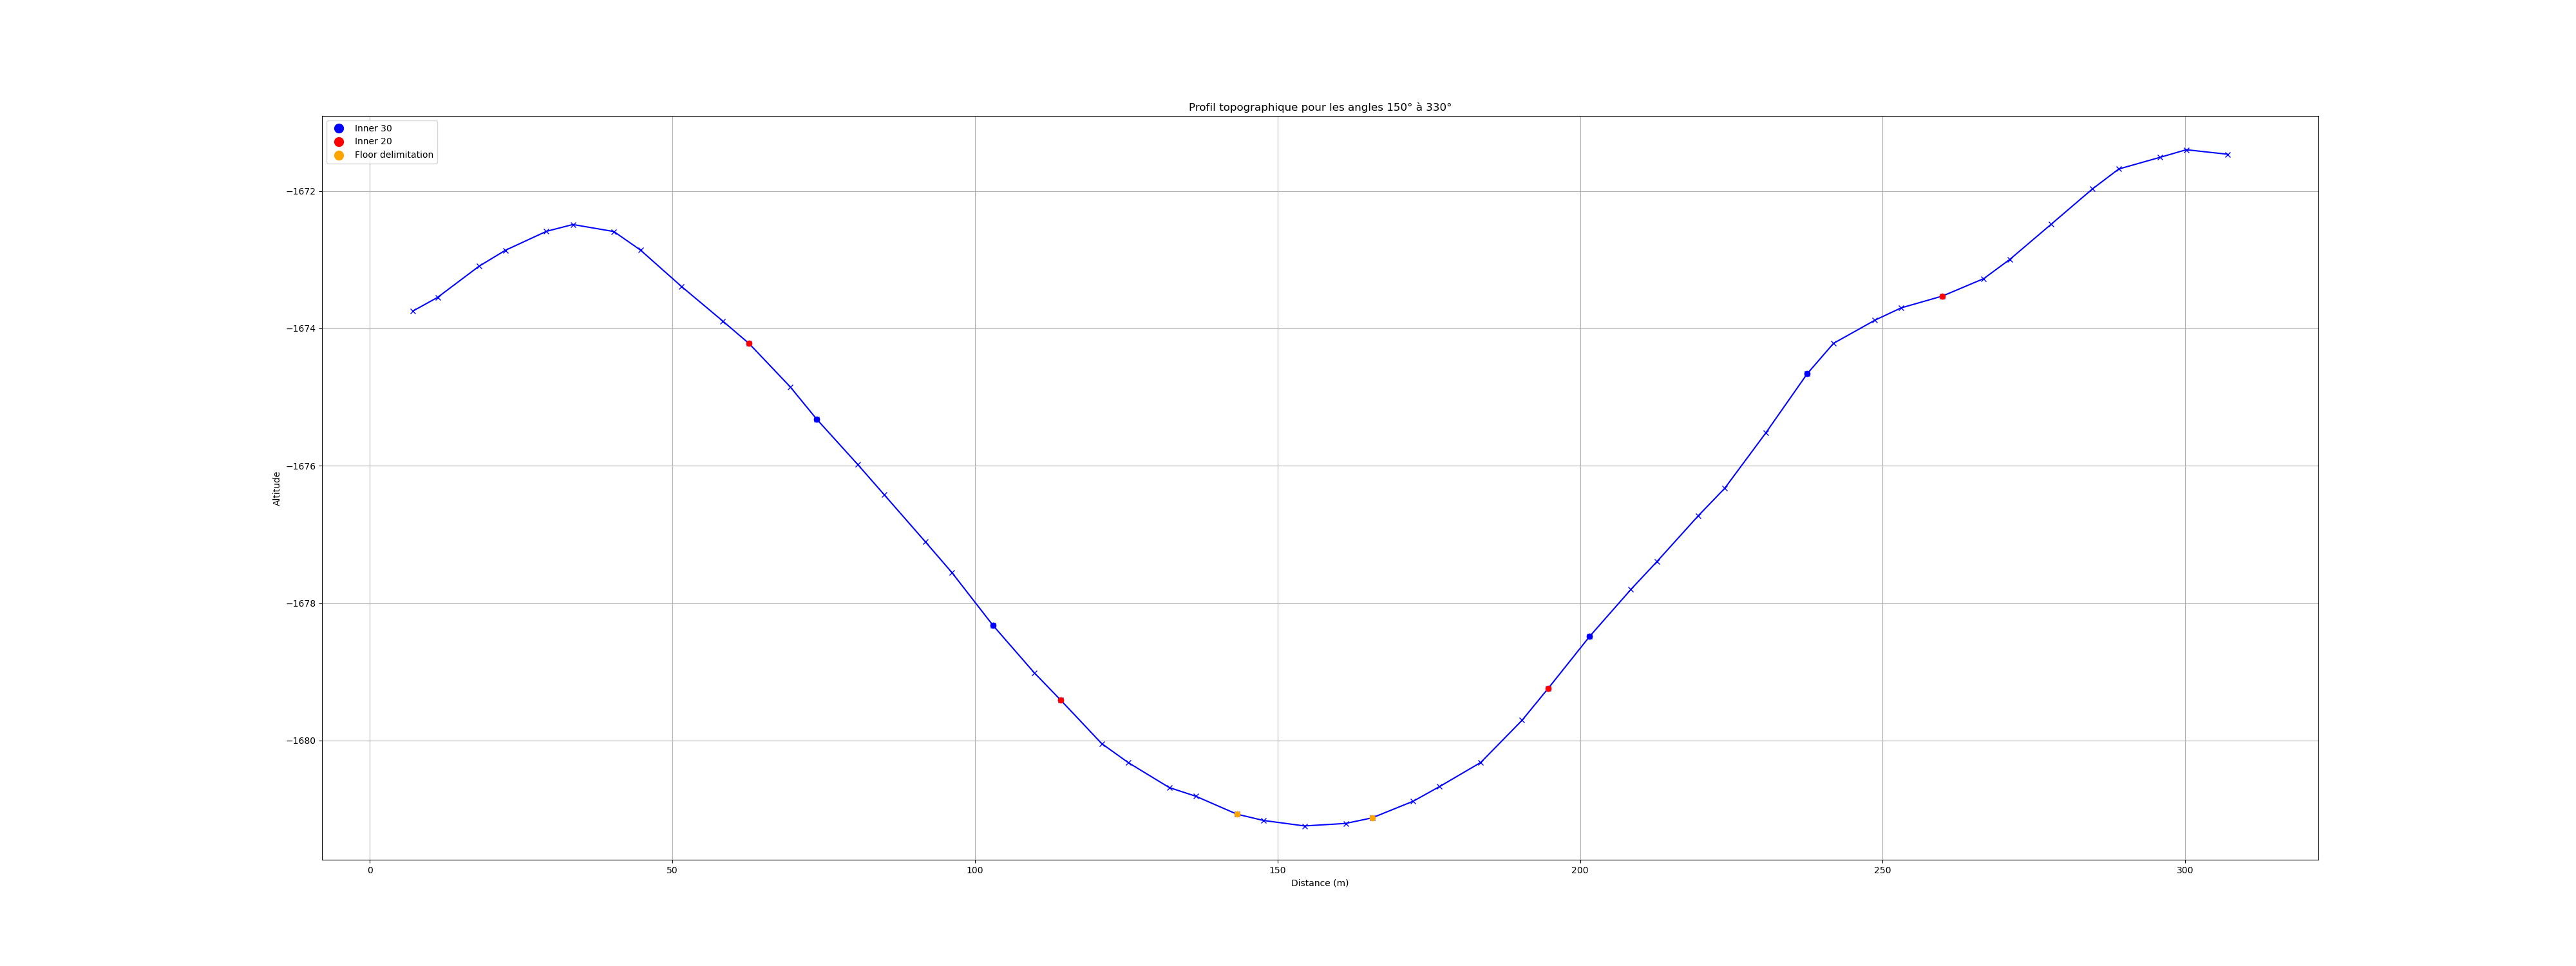 Profil topographique pour les angles 150° à 330°
Inner 30
Inner 20
Floor delimitation
−1672
−1674
−1676
−1678
−1680
Altitude
0 50 100 150 200 250 300
Distance (m)